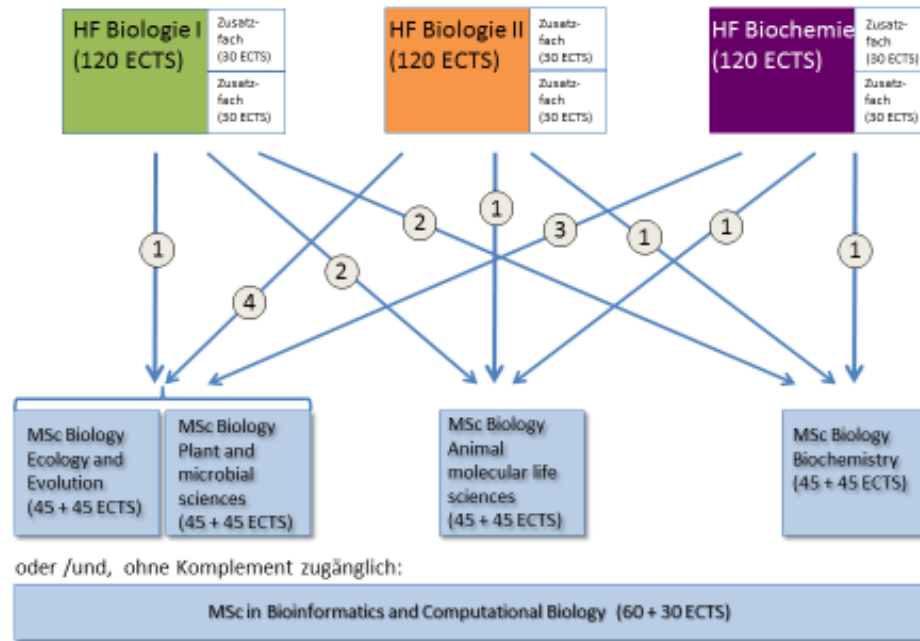 HF Biologie I
(120 ECTS)
Zusatz-
fach
(30 ECTS)
Zusatz-
fach
(30 ECTS)
HF Biologie II
(120 ECTS)
Zusatz-
fach
(30 ECTS)
Zusatz-
fach
(30 ECTS)
HF Biochemie
(120 ECTS)
Zusatz-
fach
(30 ECTS)
Zusatz-
fach
(30 ECTS)
1
4
2
2
1
3
1
1
1
MSc Biology
Ecology and
Evolution
(45 + 45 ECTS)
MSc Biology
Plant and
microbial
sciences
(45 + 45 ECTS)
MSc Biology
Animal
molecular life
sciences
(45 + 45 ECTS)
MSc Biology
Biochemistry
(45 + 45 ECTS)
oder /und, ohne Komplement zugänglich:
MSc in Bioinformatics and Computational Biology (60 + 30 ECTS)